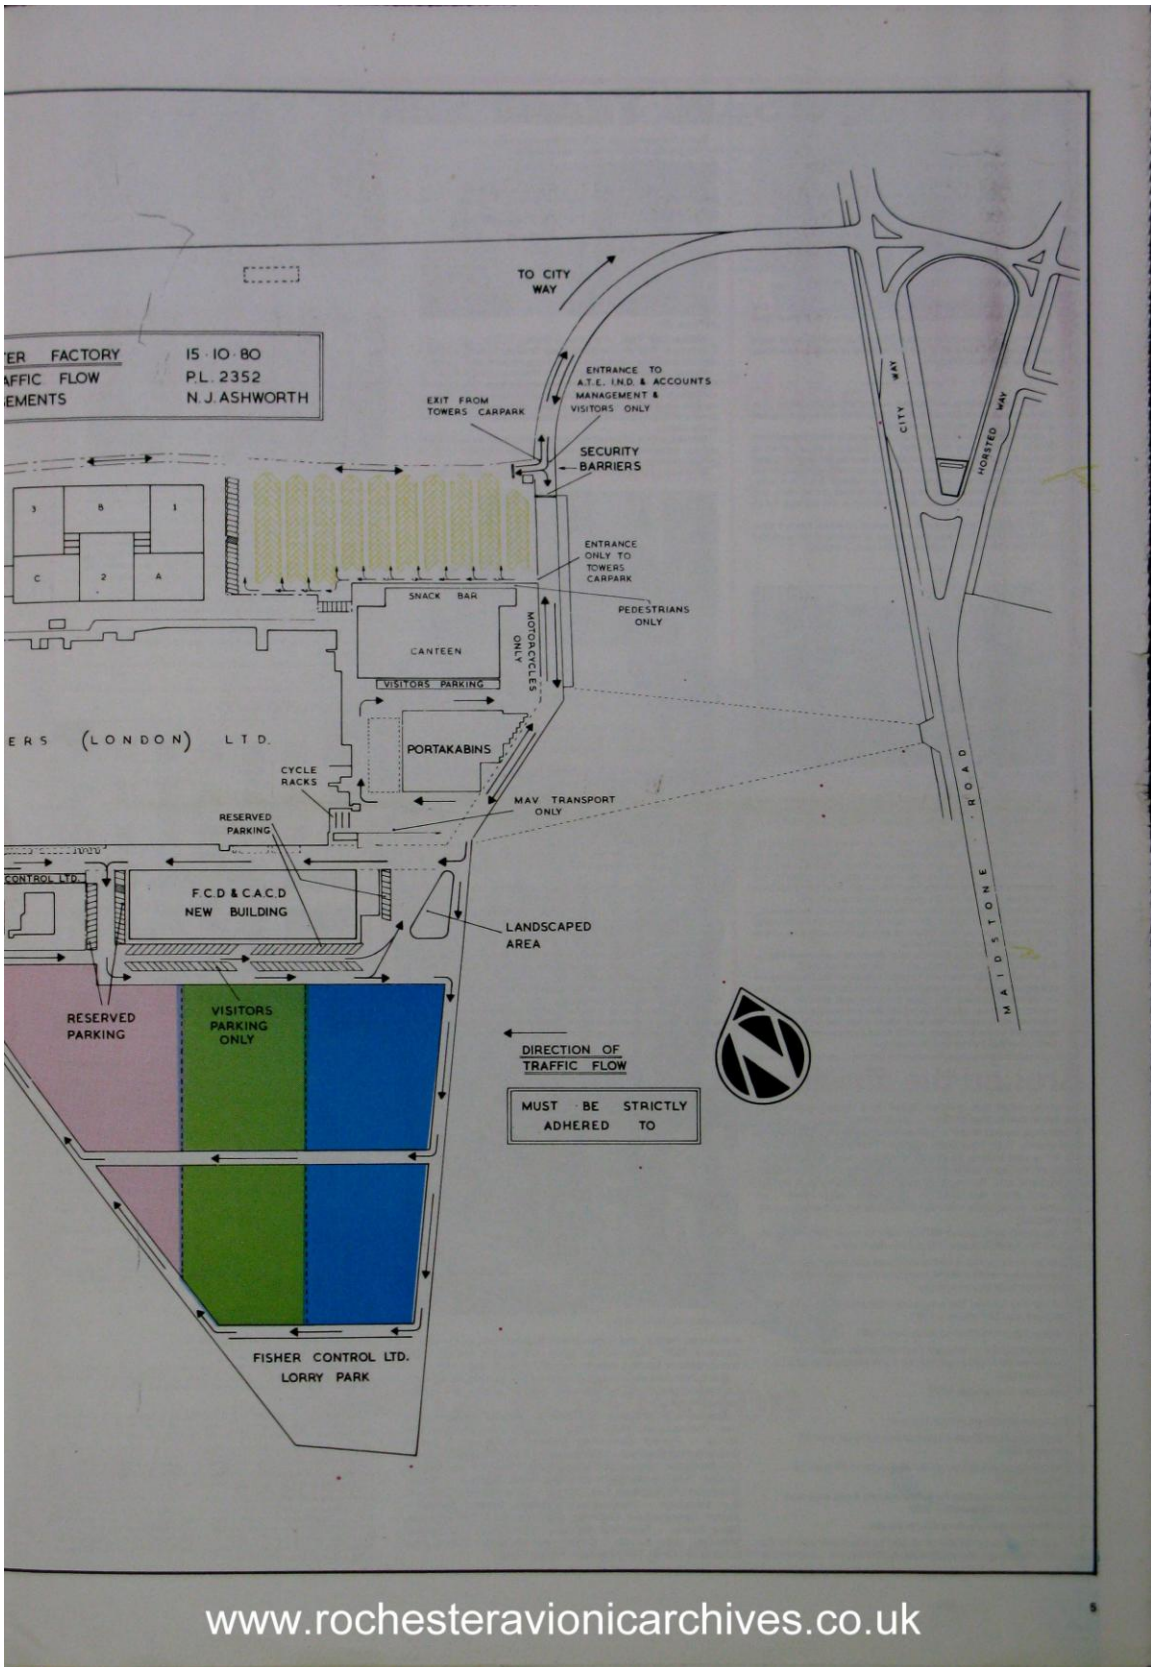 TO CITY
WAY
TER FACTORY 15·10·80
AFFIC FLOW P.L. 2352
GEMENTS N.J. ASHWORTH
ENTRANCE TO
A.T.E, I.N.D. & ACCOUNTS
MANAGEMENT &
VISITORS ONLY
EXIT FROM
TOWERS CARPARK
SECURITY
BARRIERS
CITY WAY
HORSTED WAY
3 B 1
C 2 A
ENTRANCE
ONLY TO
TOWERS
CARPARK
SNACK BAR
PEDESTRIANS
ONLY
MOTORCYCLES
ONLY
CANTEEN
VISITORS PARKING
ERS (LONDON) LTD.
PORTAKABINS
CYCLE
RACKS
MAV TRANSPORT
ONLY
RESERVED
PARKING
MAIDSTONE · ROAD
CONTROL LTD.
F.C.D & C.A.C.D
NEW BUILDING
LANDSCAPED
AREA
RESERVED
PARKING
VISITORS
PARKING
ONLY
N
DIRECTION OF
TRAFFIC FLOW
MUST · BE STRICTLY
ADHERED TO
FISHER CONTROL LTD.
LORRY PARK
5
www.rochesteravionicarchives.co.uk